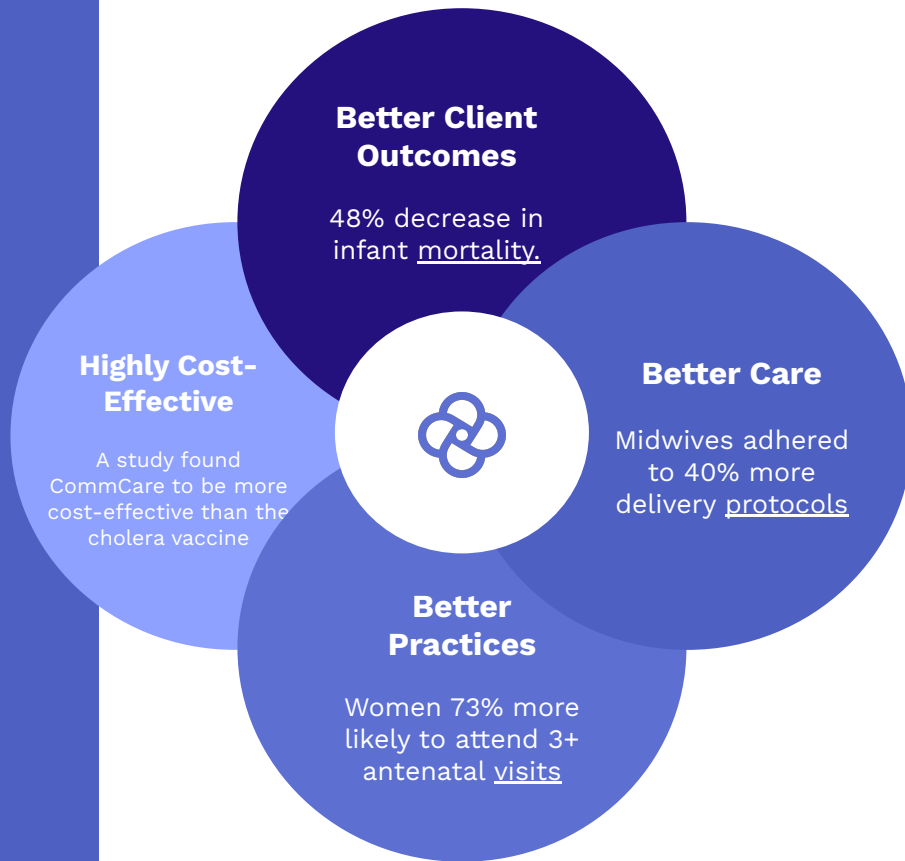 Better Client
Outcomes
48% decrease in
infant mortality.
Highly Cost-
Effective
A study found
CommCare to be more
cost-effective than the
cholera vaccine
Better Care
Midwives adhered
to 40% more
delivery protocols
Better
Practices
Women 73% more
likely to attend 3+
antenatal visits